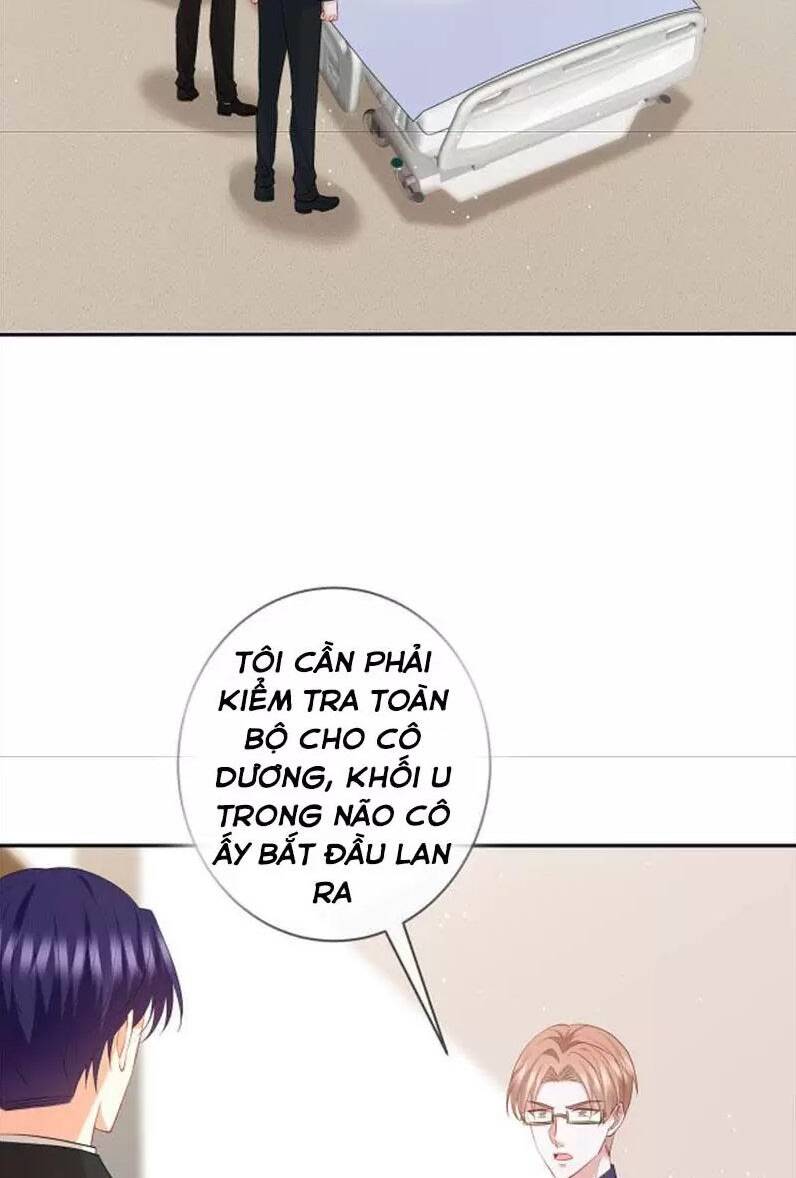 TÔI CẦN PHẢI
KIỂM TRA TOÀN
BỘ CHO CÔ
DƯƠNG, KHỐI U
TRONG NÃO CÔ
ẤY BẮT ĐẦU LAN
RA